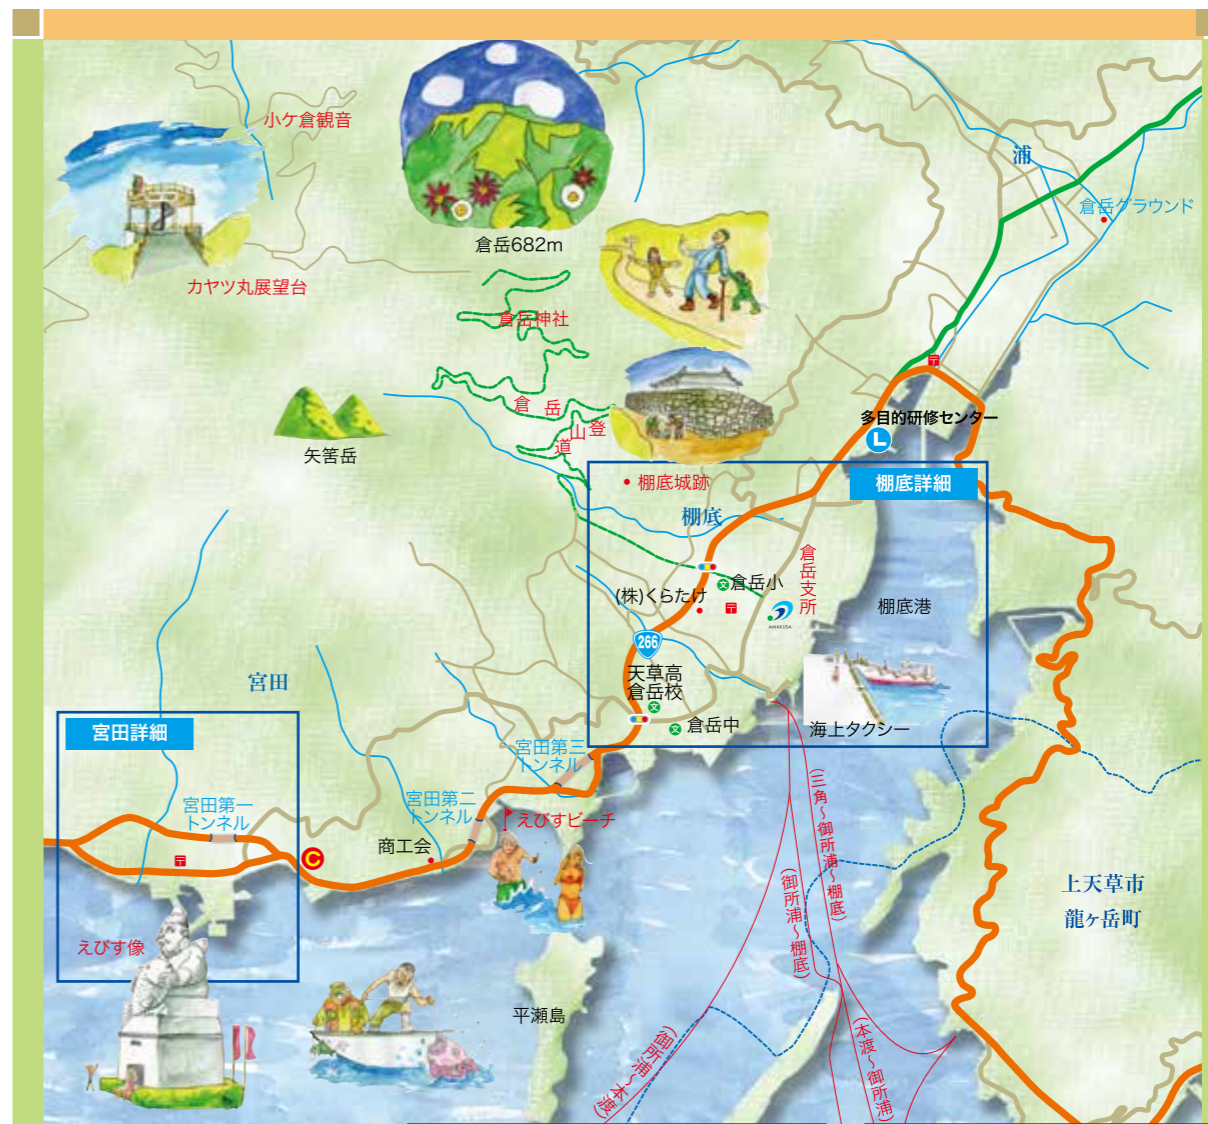 小ケ倉観音
浦
倉岳グラウンド
倉岳682m
カヤツ丸展望台
倉岳神社
倉岳
登山道
多目的研修センター
L
矢筈岳
棚底城跡
棚底詳細
棚底
倉岳支所
文
倉岳小
(株)くらたけ
〒
AMAKUSA
棚底港
266
天草高
倉岳校
文
文
倉岳中
海上タクシー
宮田
宮田詳細
宮田第三
トンネル
宮田第二
トンネル
宮田第一
トンネル
えびすビーチ
商工会
C
〒
〒
(三角〜御所浦〜棚底)
(御所浦〜棚底)
上天草市
龍ヶ岳町
えびす像
平瀬島
(御所浦〜本渡)
(本渡〜御所浦)